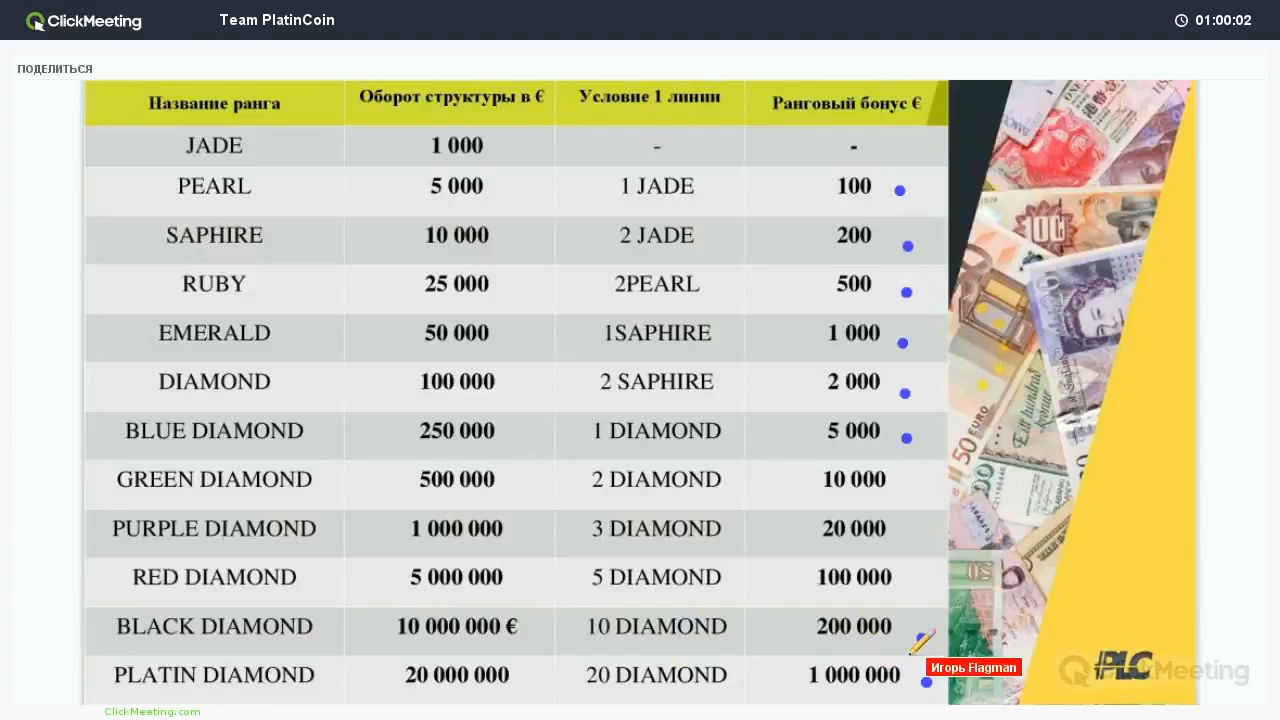 ClickMeeting
Team PlatinCoin
01:00:02
ПОДЕЛИТЬСЯ
Название ранга Оборот структуры в € Условие 1 линии Ранговый бонус €
JADE 1 000 - -
PEARL 5 000 1 JADE 100
SAPHIRE 10 000 2 JADE 200
RUBY 25 000 2PEARL 500
EMERALD 50 000 1SAPHIRE 1 000
DIAMOND 100 000 2 SAPHIRE 2 000
BLUE DIAMOND 250 000 1 DIAMOND 5 000
GREEN DIAMOND 500 000 2 DIAMOND 10 000
PURPLE DIAMOND 1 000 000 3 DIAMOND 20 000
RED DIAMOND 5 000 000 5 DIAMOND 100 000
BLACK DIAMOND 10 000 000 € 10 DIAMOND 200 000
PLATIN DIAMOND 20 000 000 20 DIAMOND 1 000 000
Игорь Flagman
50 EURO
PLC
ClickMeeting
ClickMeeting.com